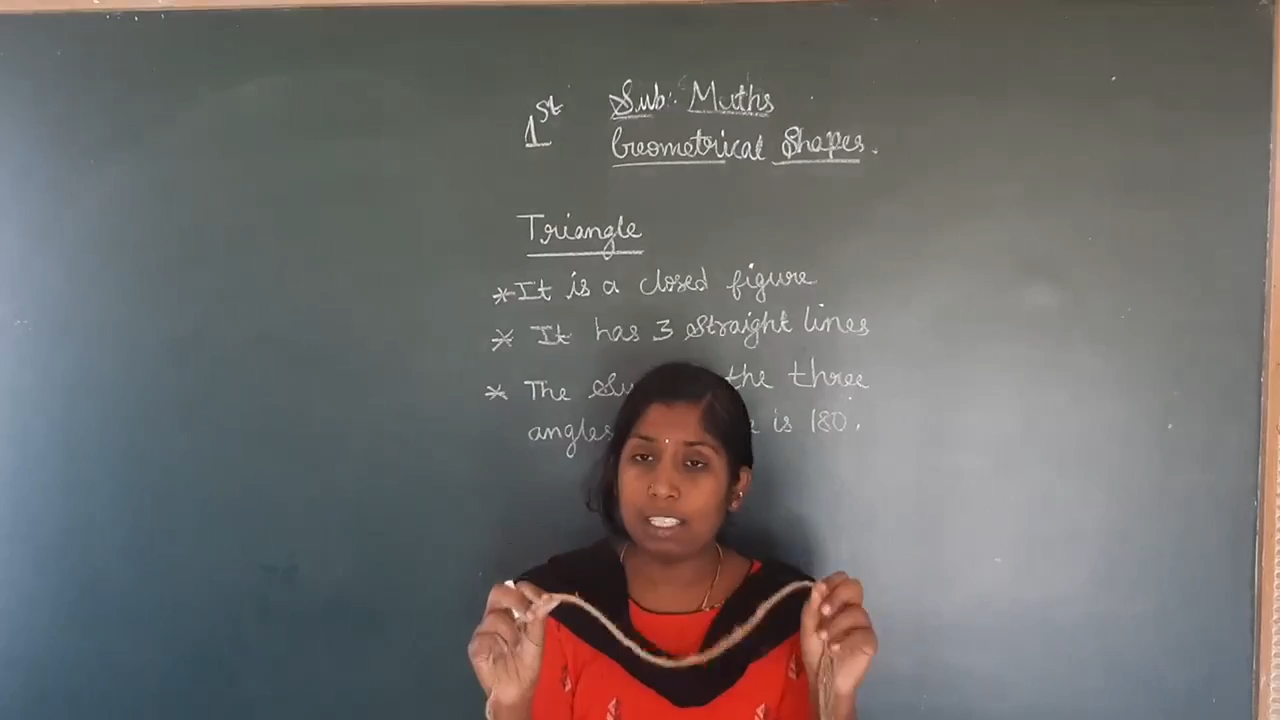 1st
Sub: Maths
Geometrical Shapes.
Triangle
* It is a closed figure
* It has 3 straight lines
* The the three
angles is 180°.